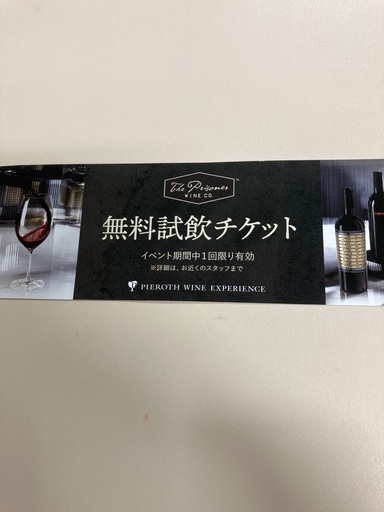 The Prisoner
WINE CO.
無料試飲チケット
イベント期間中1回限り有効
※詳細は、お近くのスタッフまで
PIEROTH WINE EXPERIENCE